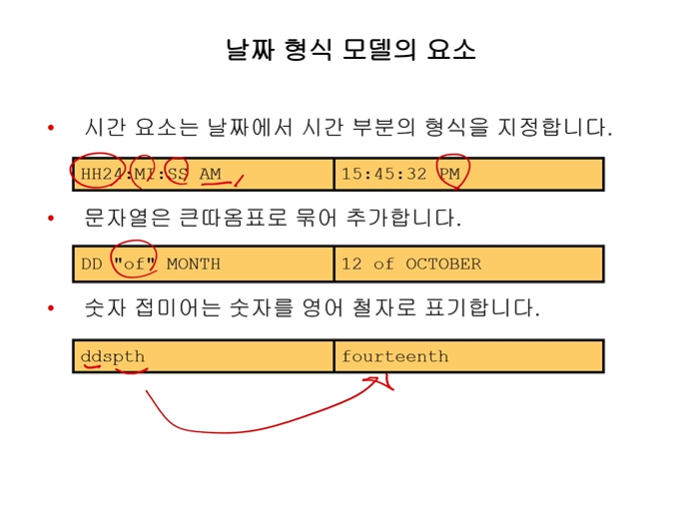 날짜 형식 모델의 요소
• 시간 요소는 날짜에서 시간 부분의 형식을 지정합니다.
HH24:MI:SS AM 15:45:32 PM
• 문자열은 큰따옴표로 묶어 추가합니다.
DD "of" MONTH 12 of OCTOBER
• 숫자 접미어는 숫자를 영어 철자로 표기합니다.
ddspth fourteenth